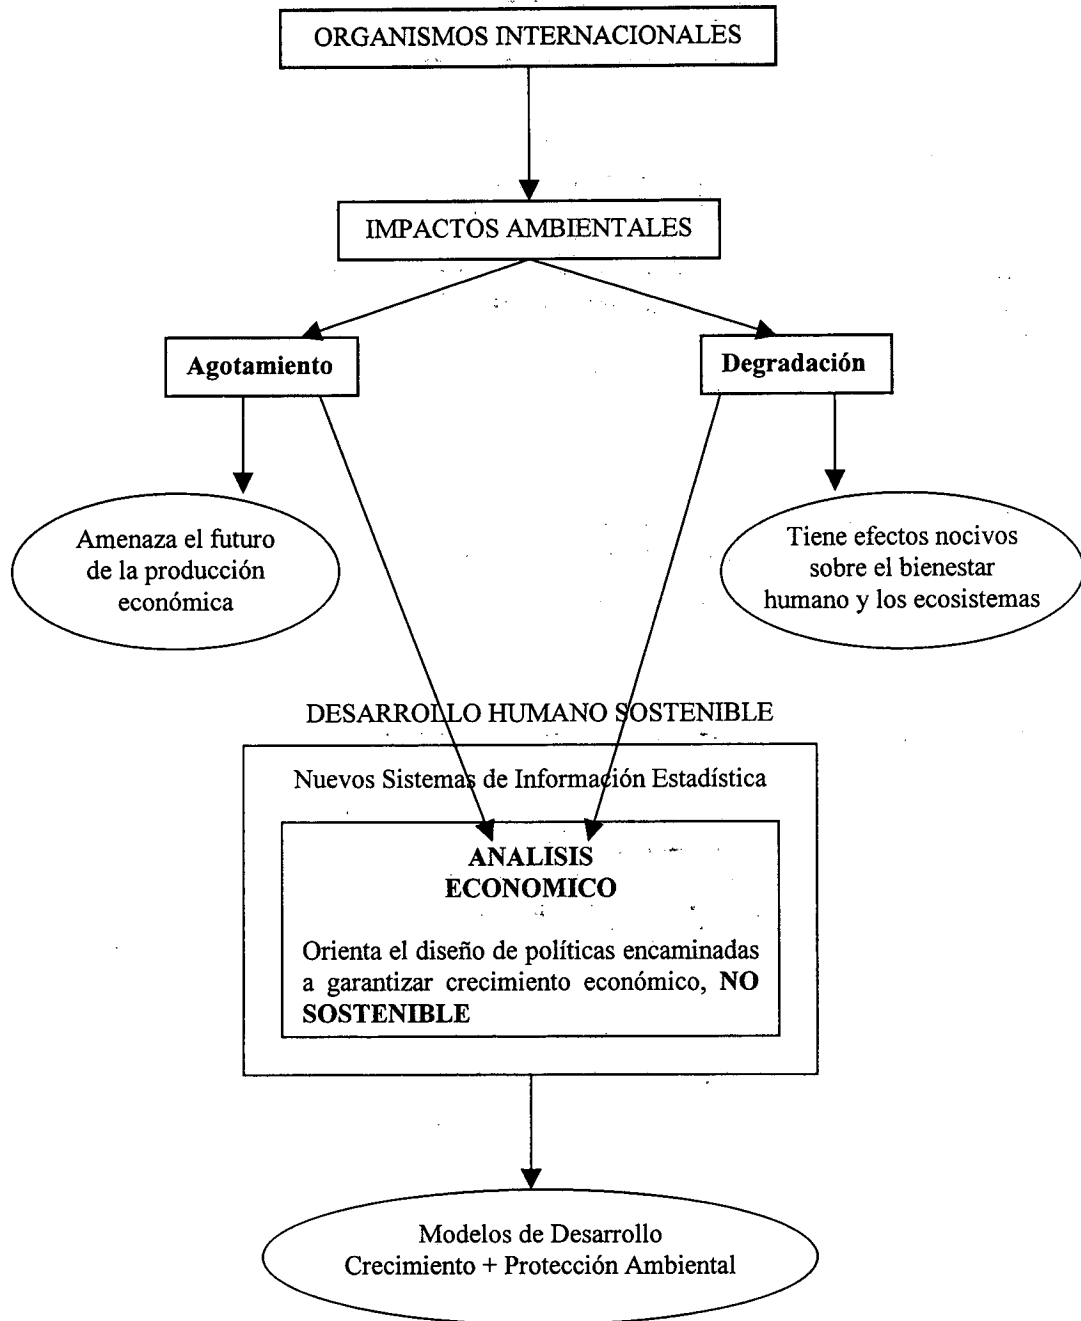 ORGANISMOS INTERNACIONALES
IMPACTOS AMBIENTALES
Agotamiento
Degradación
Amenaza el futuro
de la producción
económica
Tiene efectos nocivos
sobre el bienestar
humano y los ecosistemas
DESARROLLO HUMANO SOSTENIBLE
Nuevos Sistemas de Información Estadística
ANALISIS
ECONOMICO
Orienta el diseño de políticas encaminadas
a garantizar crecimiento económico, NO
SOSTENIBLE
Modelos de Desarrollo
Crecimiento + Protección Ambiental